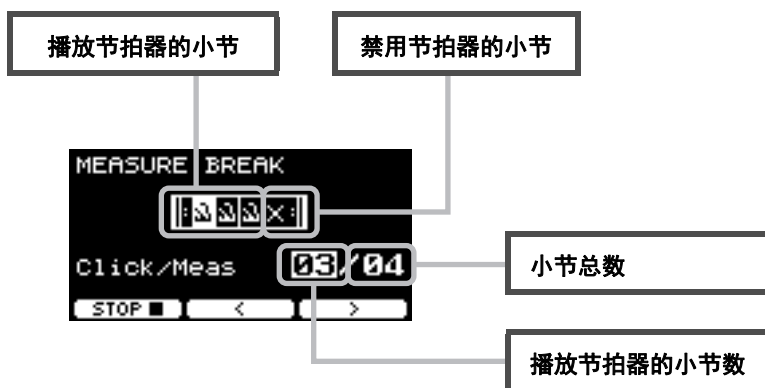 播放节拍器的小节
禁用节拍器的小节
MEASURE BREAK
Click/Meas 03/04
STOP ■ < >
小节总数
播放节拍器的小节数